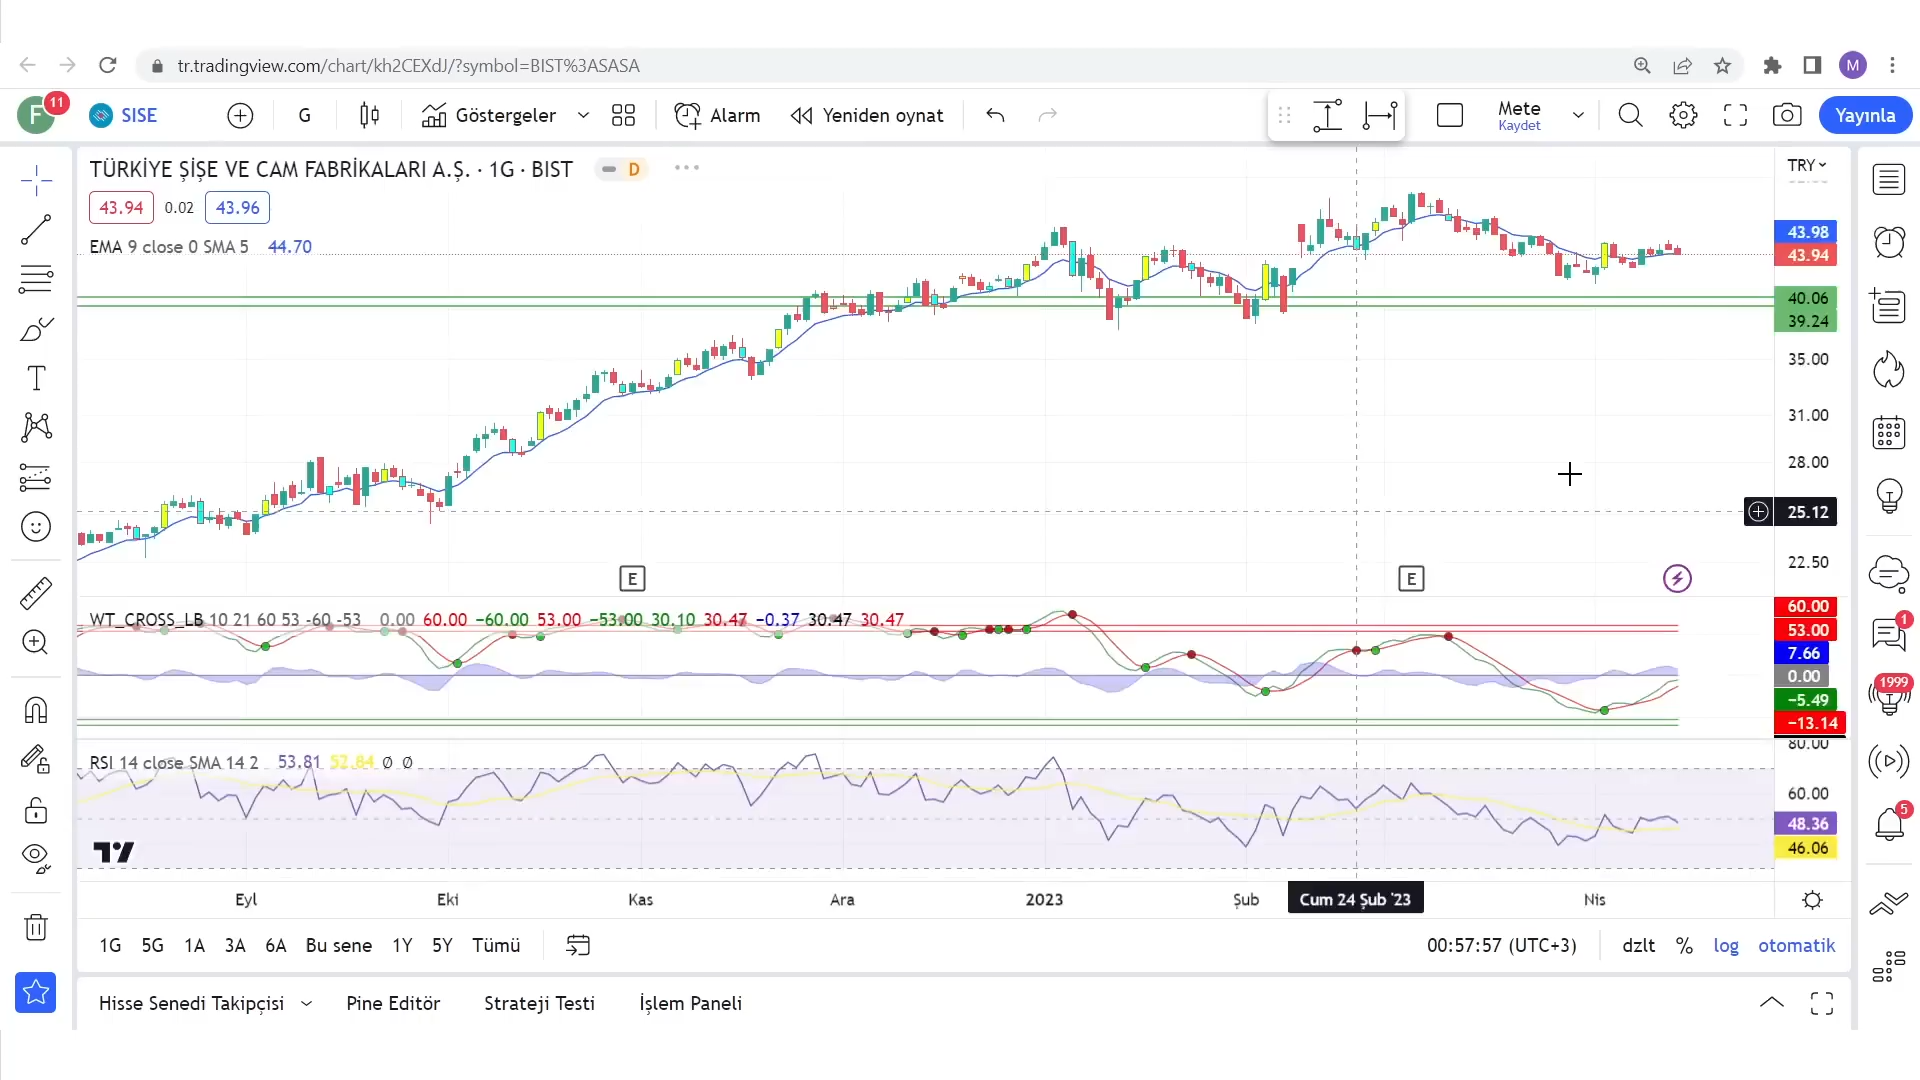 tr.tradingview.com/chart/kh2CEXdJ/?symbol=BIST%3ASASA
M
F
11
SISE
G
Göstergeler
Alarm
Yeniden oynat
Mete
Kaydet
Yayınla
TÜRKİYE ŞİŞE VE CAM FABRİKALARI A.Ş. · 1G · BIST
D
TRY
43.94
0.02
43.96
EMA 9 close 0 SMA 5 44.70
43.98
43.94
40.06
39.24
35.00
31.00
28.00
25.12
22.50
E
E
WT_CROSS_LB 10 21 60 53 -60 -53 0.00 60.00 −60.00 53.00 −53.00 30.10 30.47 −0.37 30.47 30.47
60.00
53.00
7.66
0.00
−5.49
−13.14
RSI 14 close SMA 14 2 53.81 52.84 Ø Ø
80.00
60.00
48.36
46.06
1
1999
5
Eyl
Eki
Kas
Ara
2023
Şub
Cum 24 Şub '23
Nis
1G 5G 1A 3A 6A Bu sene 1Y 5Y Tümü
00:57:57 (UTC+3)
dzlt % log otomatik
Hisse Senedi Takipçisi
Pine Editör
Strateji Testi
İşlem Paneli